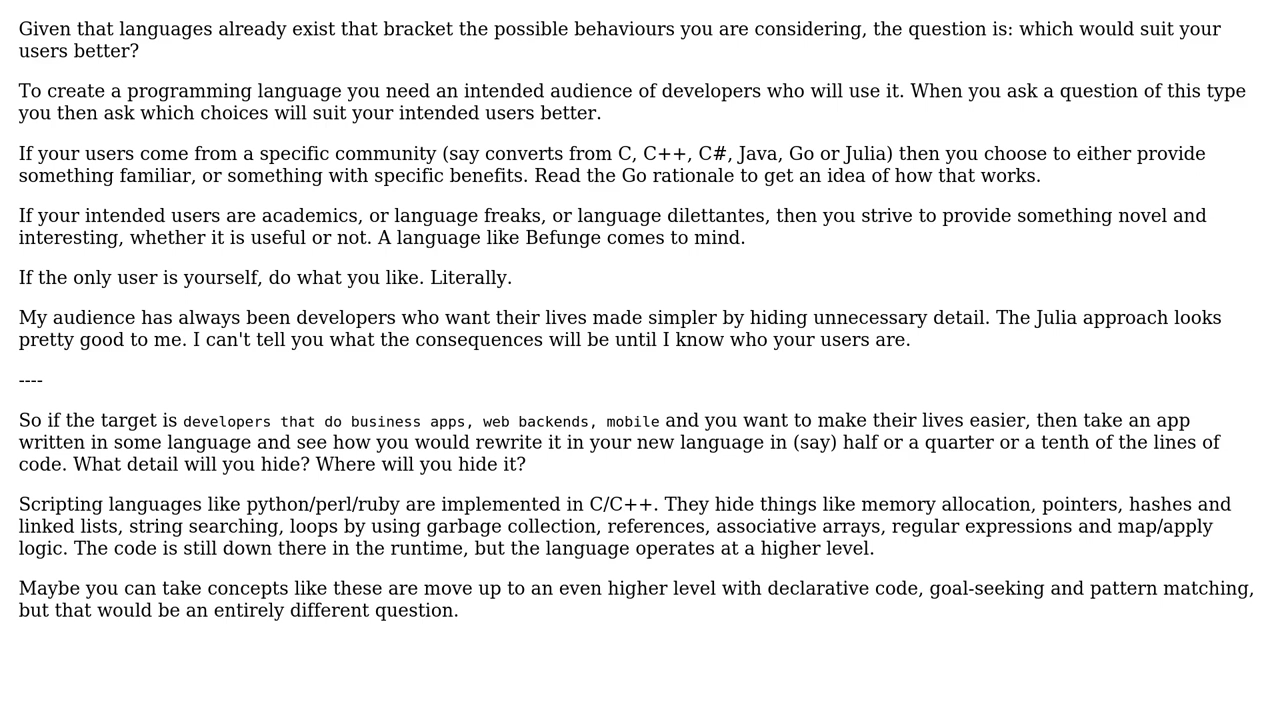 Given that languages already exist that bracket the possible behaviours you are considering, the question is: which would suit your
users better?
To create a programming language you need an intended audience of developers who will use it. When you ask a question of this type
you then ask which choices will suit your intended users better.
If your users come from a specific community (say converts from C, C++, C#, Java, Go or Julia) then you choose to either provide
something familiar, or something with specific benefits. Read the Go rationale to get an idea of how that works.
If your intended users are academics, or language freaks, or language dilettantes, then you strive to provide something novel and
interesting, whether it is useful or not. A language like Befunge comes to mind.
If the only user is yourself, do what you like. Literally.
My audience has always been developers who want their lives made simpler by hiding unnecessary detail. The Julia approach looks
pretty good to me. I can't tell you what the consequences will be until I know who your users are.
----
So if the target is developers that do business apps, web backends, mobile and you want to make their lives easier, then take an app
written in some language and see how you would rewrite it in your new language in (say) half or a quarter or a tenth of the lines of
code. What detail will you hide? Where will you hide it?
Scripting languages like python/perl/ruby are implemented in C/C++. They hide things like memory allocation, pointers, hashes and
linked lists, string searching, loops by using garbage collection, references, associative arrays, regular expressions and map/apply
logic. The code is still down there in the runtime, but the language operates at a higher level.
Maybe you can take concepts like these are move up to an even higher level with declarative code, goal-seeking and pattern matching,
but that would be an entirely different question.